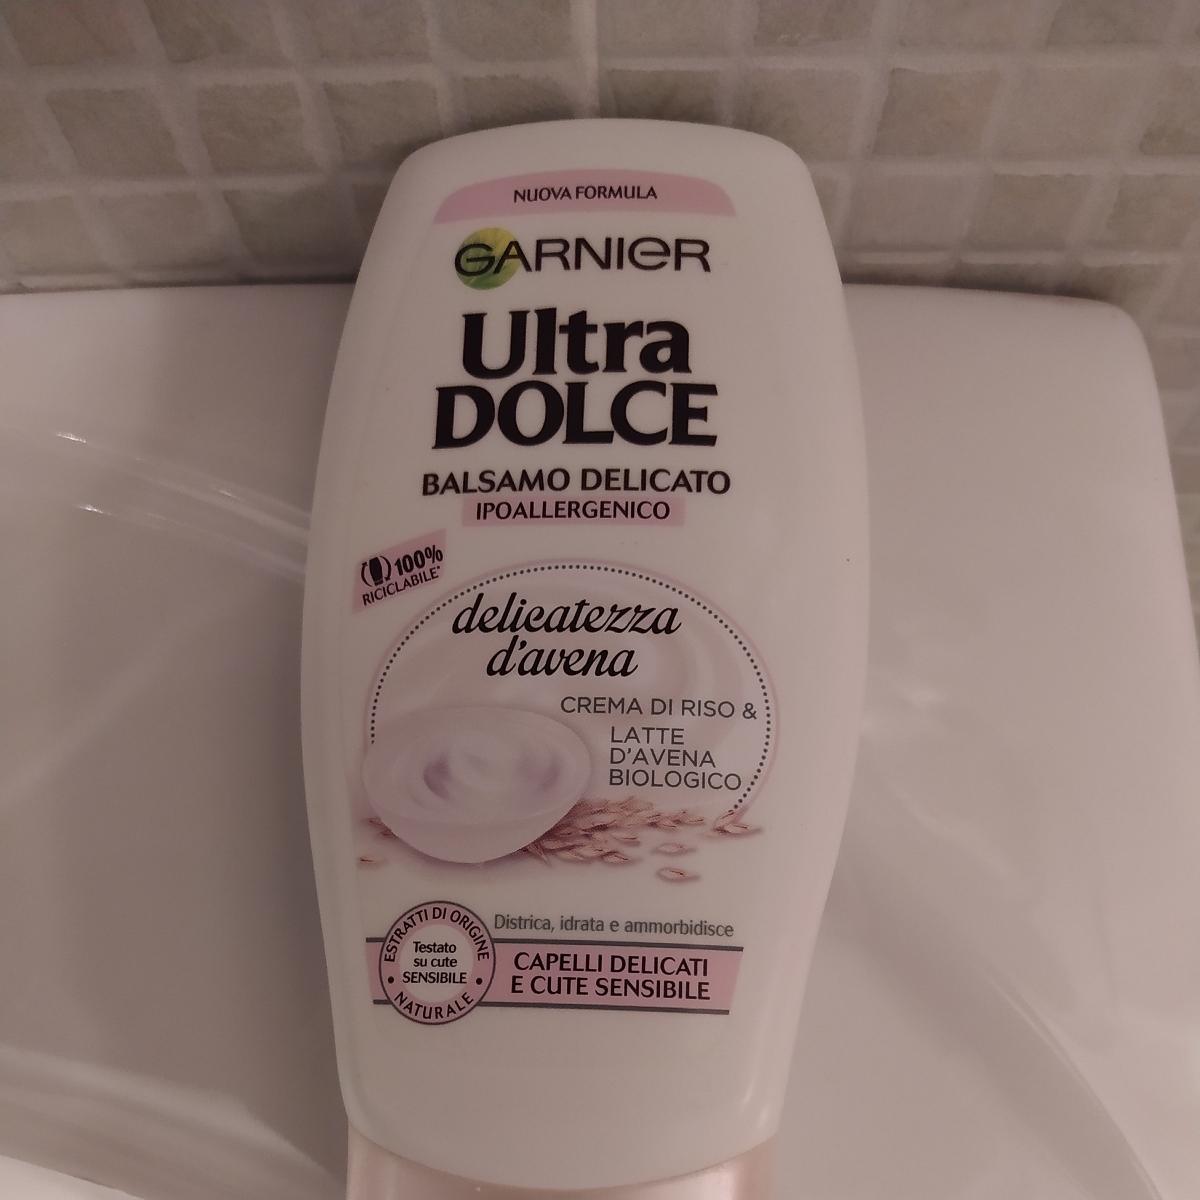 NUOVA FORMULA
GARNIER
Ultra
DOLCE
BALSAMO DELICATO
IPOALLERGENICO
100%
RICICLABILE*
delicatezza
d'avena
CREMA DI RISO &
LATTE
D'AVENA
BIOLOGICO
Districa, idrata e ammorbidisce
ESTRATTI DI ORIGINE
NATURALE
Testato
su cute
SENSIBILE
CAPELLI DELICATI
E CUTE SENSIBILE